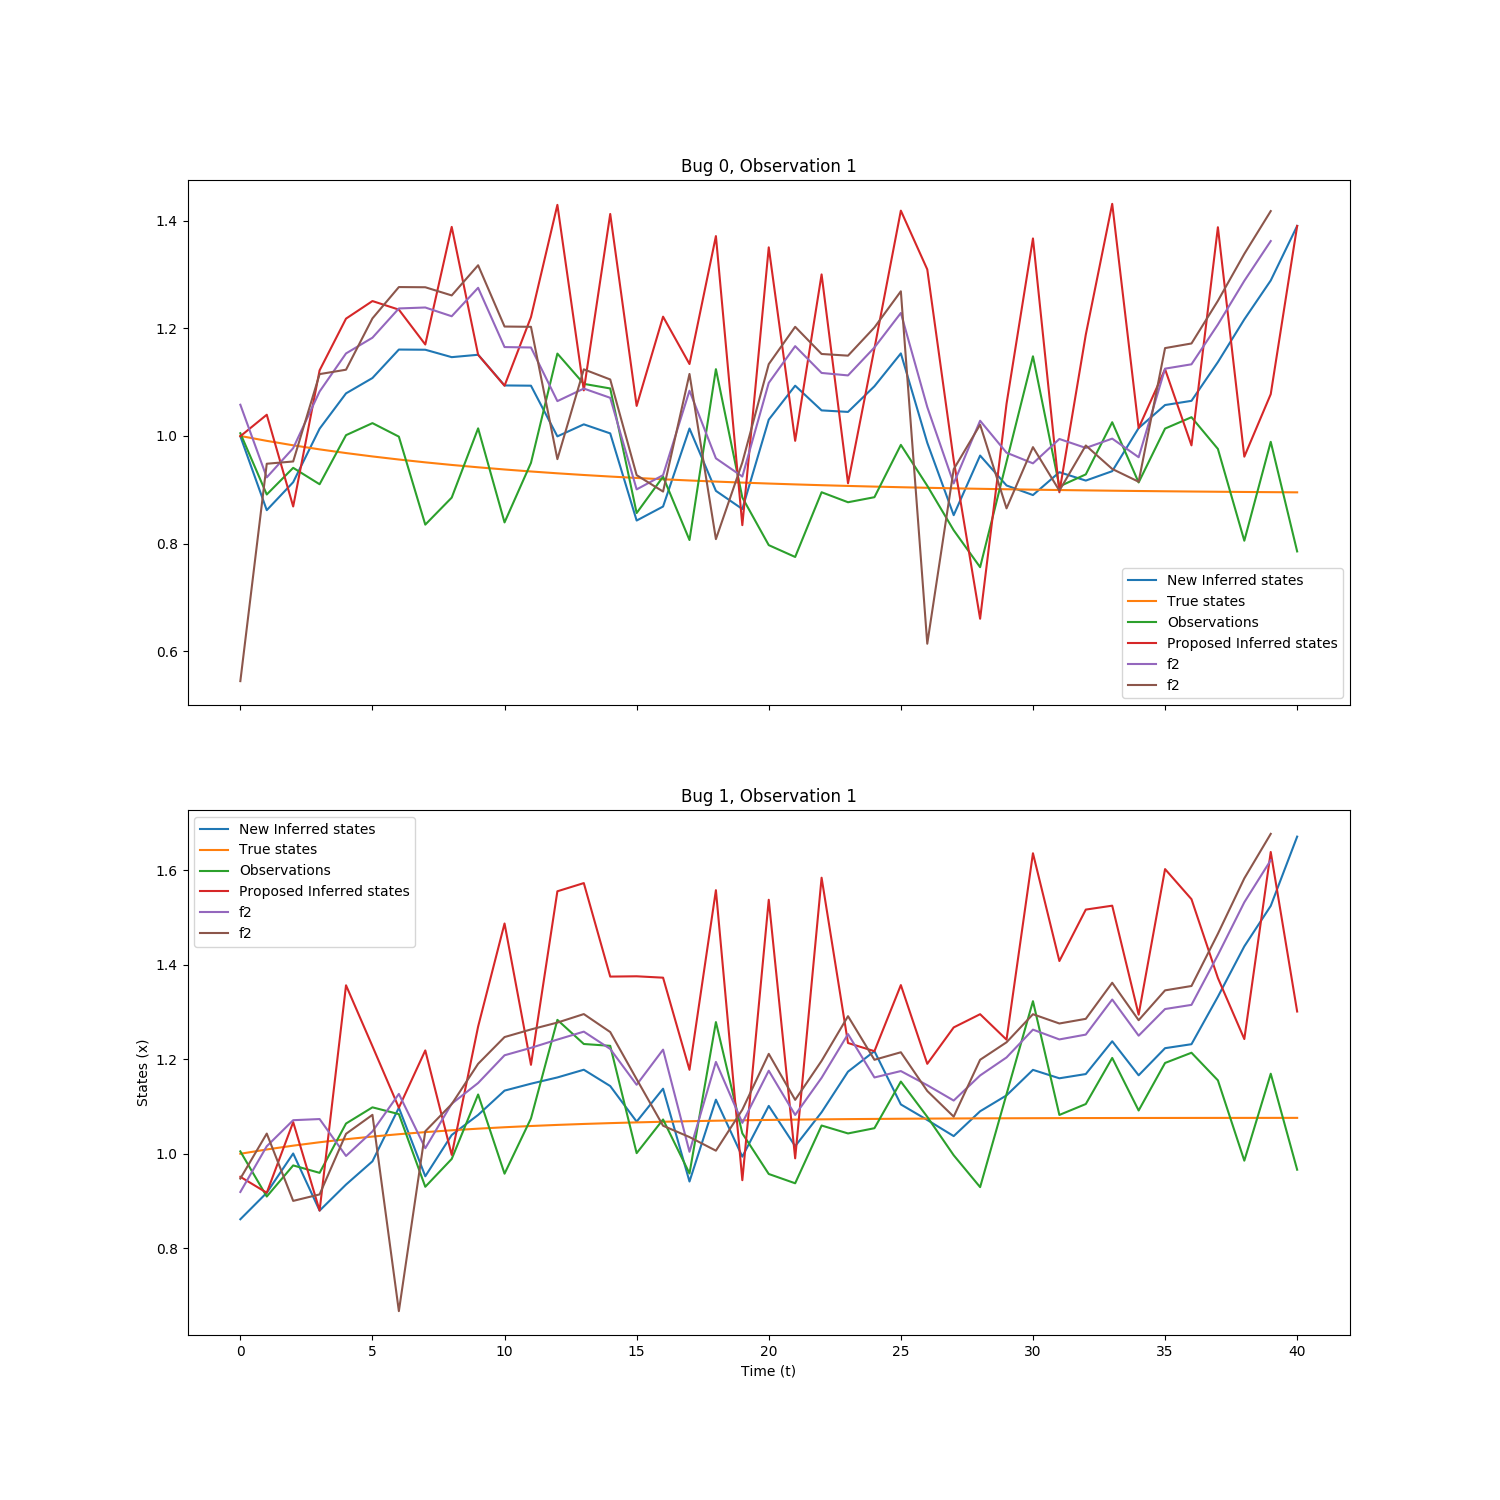 Bug 0, Observation 1
1.4
1.2
1.0
0.8
0.6
New Inferred states
True states
Observations
Proposed Inferred states
f2
f2
Bug 1, Observation 1
New Inferred states
True states
Observations
Proposed Inferred states
f2
f2
States (x)
1.6
1.4
1.2
1.0
0.8
0 5 10 15 20 25 30 35 40
Time (t)